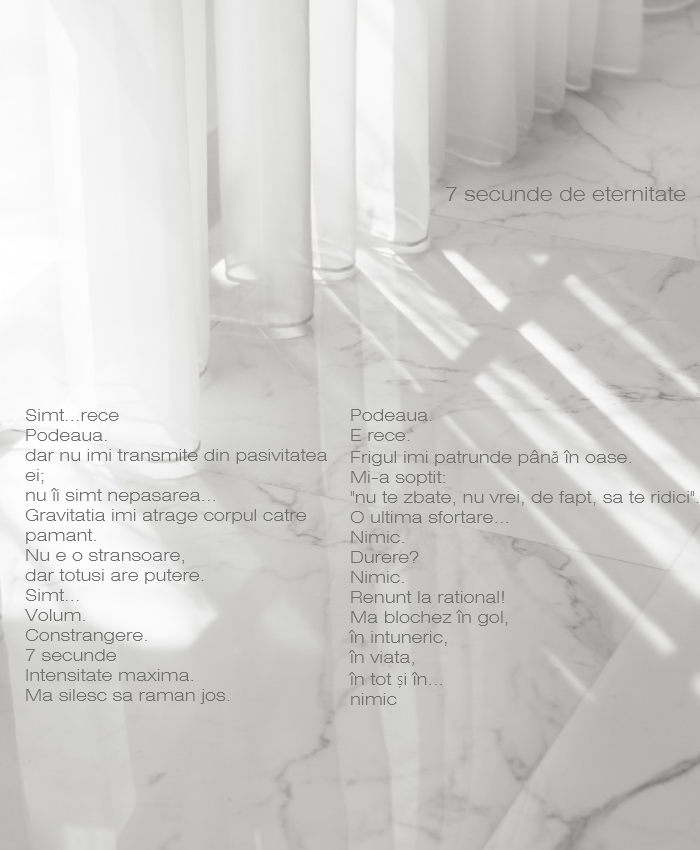 7 secunde de eternitate
Simt...rece
Podeaua.
dar nu imi transmite din pasivitatea
ei;
nu îi simt nepasarea...
Gravitatia imi atrage corpul catre
pamant.
Nu e o stransoare,
dar totusi are putere.
Simt...
Volum.
Constrangere.
7 secunde
Intensitate maxima.
Ma silesc sa raman jos.
Podeaua.
E rece.
Frigul imi patrunde până în oase.
Mi-a soptit:
"nu te zbate, nu vrei, de fapt, sa te ridici".
O ultima sfortare...
Nimic.
Durere?
Nimic.
Renunt la rational!
Ma blochez în gol,
în intuneric,
în viata,
în tot și în...
nimic